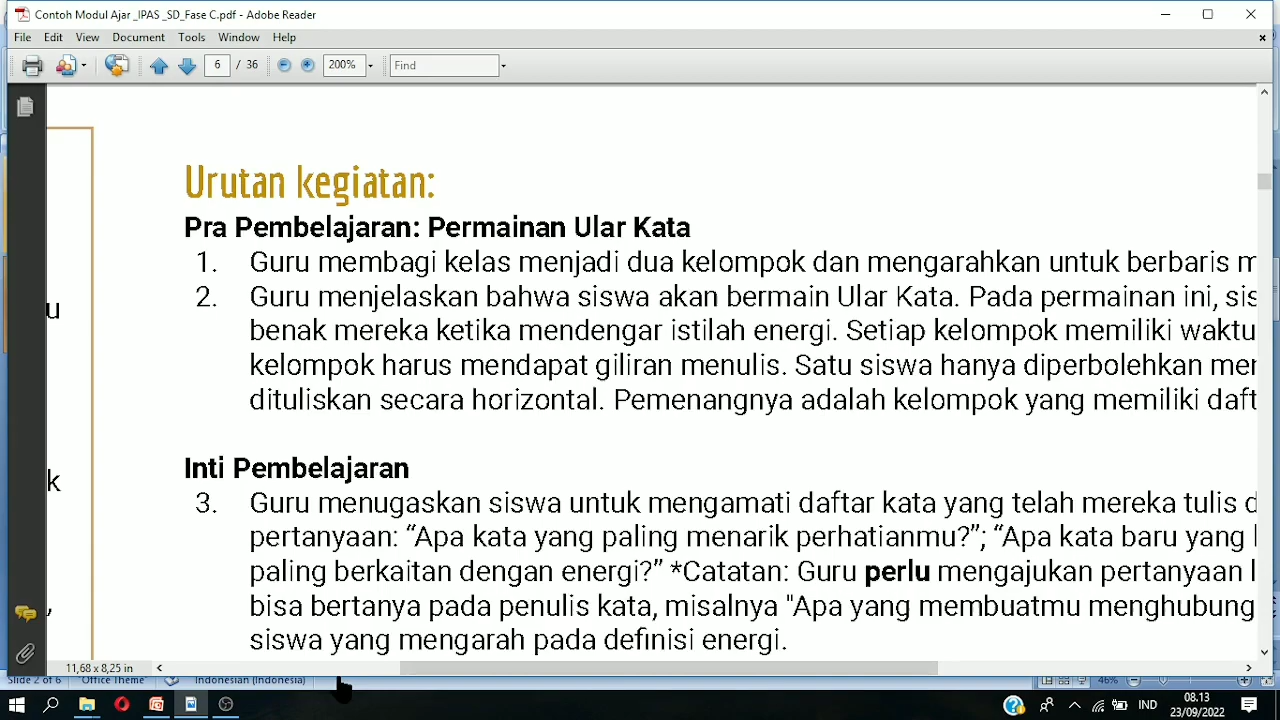 Contoh Modul Ajar _IPAS _SD_Fase C.pdf - Adobe Reader
File Edit View Document Tools Window Help
6 / 36 200% Find
Urutan kegiatan:
Pra Pembelajaran: Permainan Ular Kata
1. Guru membagi kelas menjadi dua kelompok dan mengarahkan untuk berbaris m
2. Guru menjelaskan bahwa siswa akan bermain Ular Kata. Pada permainan ini, sis
u
benak mereka ketika mendengar istilah energi. Setiap kelompok memiliki waktu
kelompok harus mendapat giliran menulis. Satu siswa hanya diperbolehkan mer
dituliskan secara horizontal. Pemenangnya adalah kelompok yang memiliki daft
Inti Pembelajaran
k
3. Guru menugaskan siswa untuk mengamati daftar kata yang telah mereka tulis d
pertanyaan: “Apa kata yang paling menarik perhatianmu?”; “Apa kata baru yang
paling berkaitan dengan energi?” *Catatan: Guru perlu mengajukan pertanyaan
bisa bertanya pada penulis kata, misalnya "Apa yang membuatmu menghubung
,
siswa yang mengarah pada definisi energi.
11,68 x 8,25 in
Slide 2 of 6 "Office Theme" Indonesian (Indonesia) 46%
IND
08.13
23/09/2022